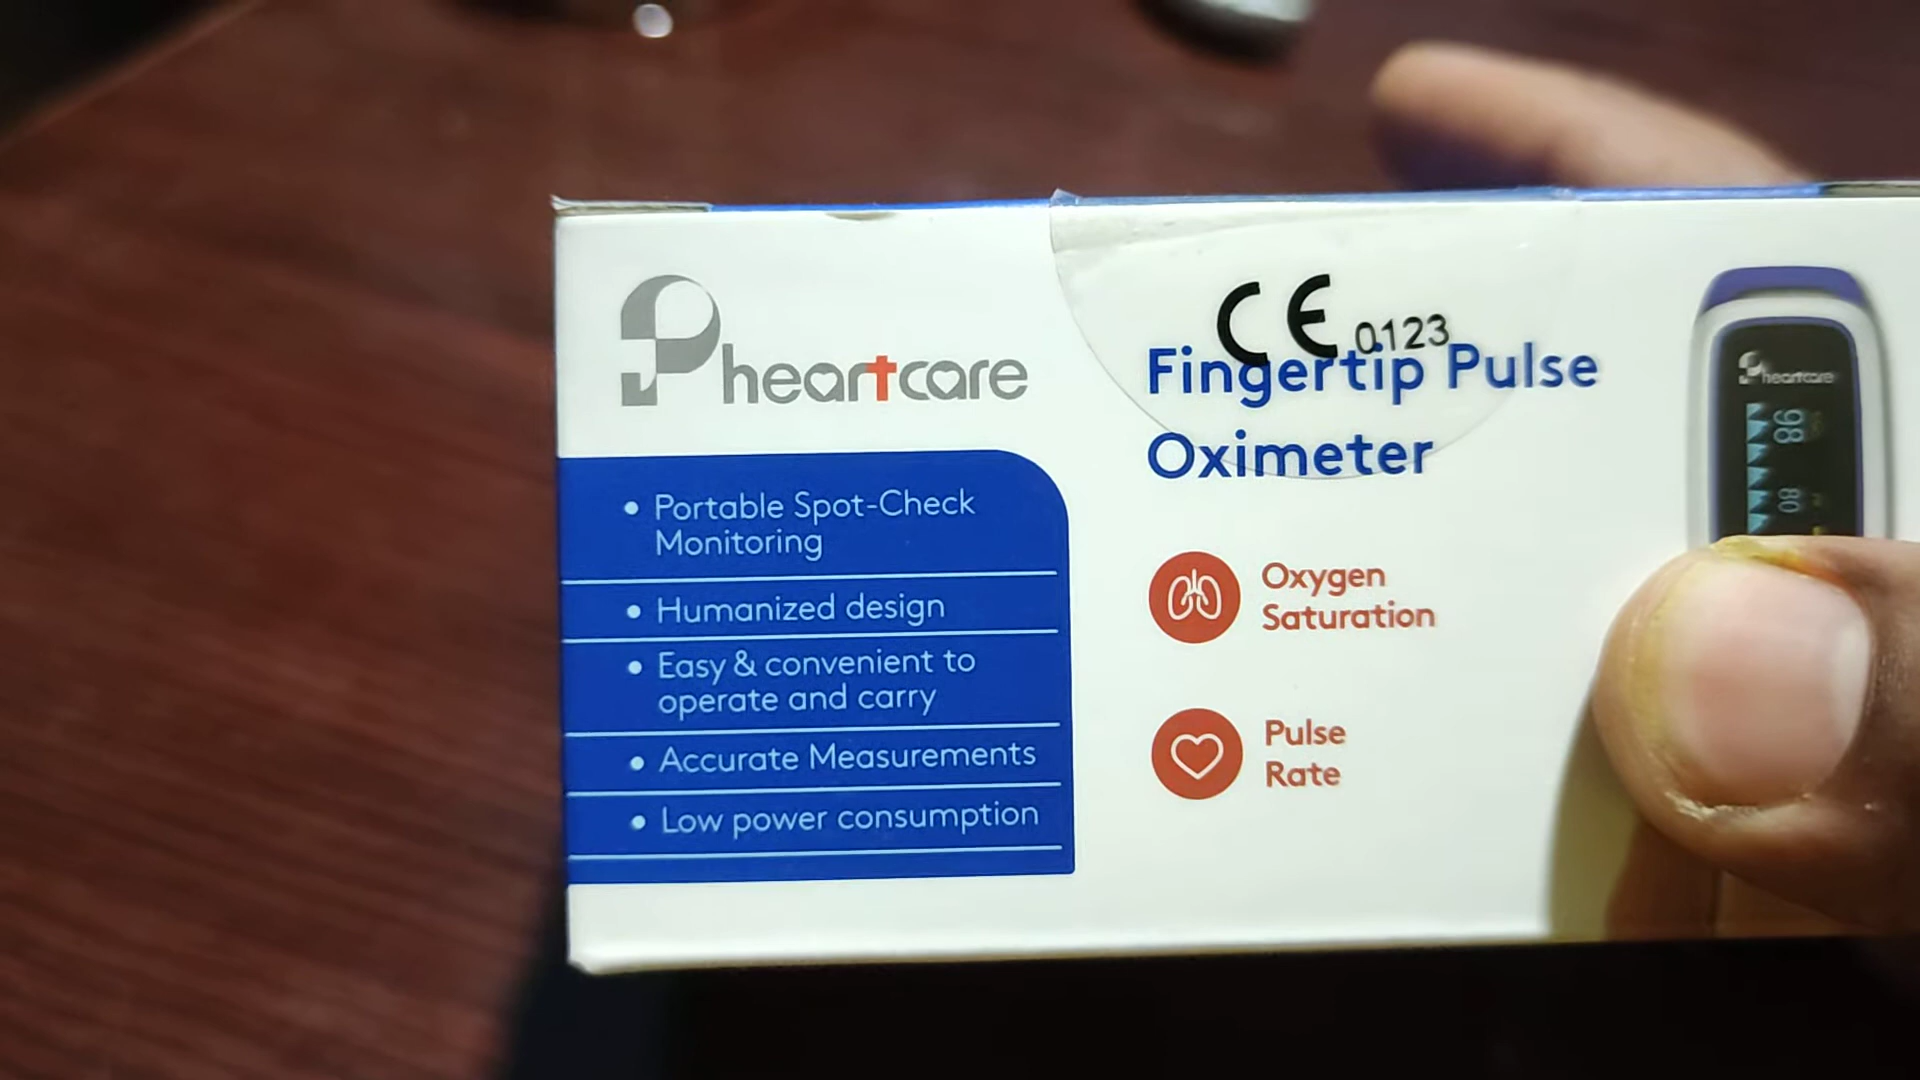 heartcare
Portable Spot-Check
Monitoring
Humanized design
Easy & convenient to
operate and carry
Accurate Measurements
Low power consumption
CE 0123
Fingertip Pulse
Oximeter
Oxygen
Saturation
Pulse
Rate
heartcare
98
80